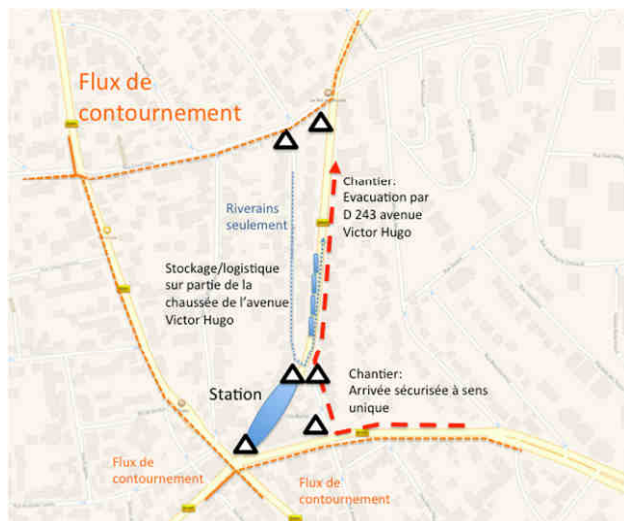 Flux de
contournement
Chantier:
Evacuation par
D 243 avenue
Victor Hugo
Riverains
seulement
Stockage/logistique
sur partie de la
chaussée de l'avenue
Victor Hugo
Chantier:
Arrivée sécurisée à sens
unique
Station
Flux de
contournement
Flux de
contournement